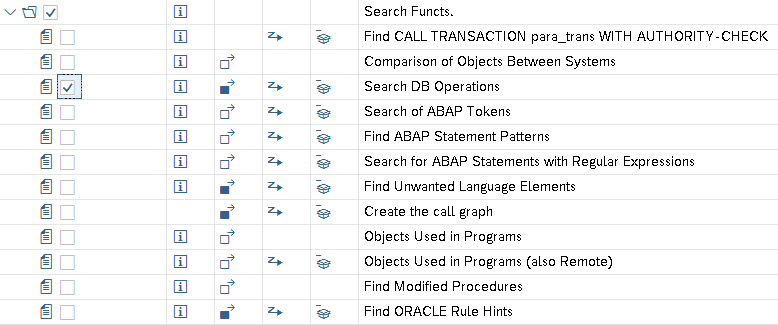 Search Functs.
Find CALL TRANSACTION para_trans WITH AUTHORITY-CHECK
Comparison of Objects Between Systems
Search DB Operations
Search of ABAP Tokens
Find ABAP Statement Patterns
Search for ABAP Statements with Regular Expressions
Find Unwanted Language Elements
Create the call graph
Objects Used in Programs
Objects Used in Programs (also Remote)
Find Modified Procedures
Find ORACLE Rule Hints